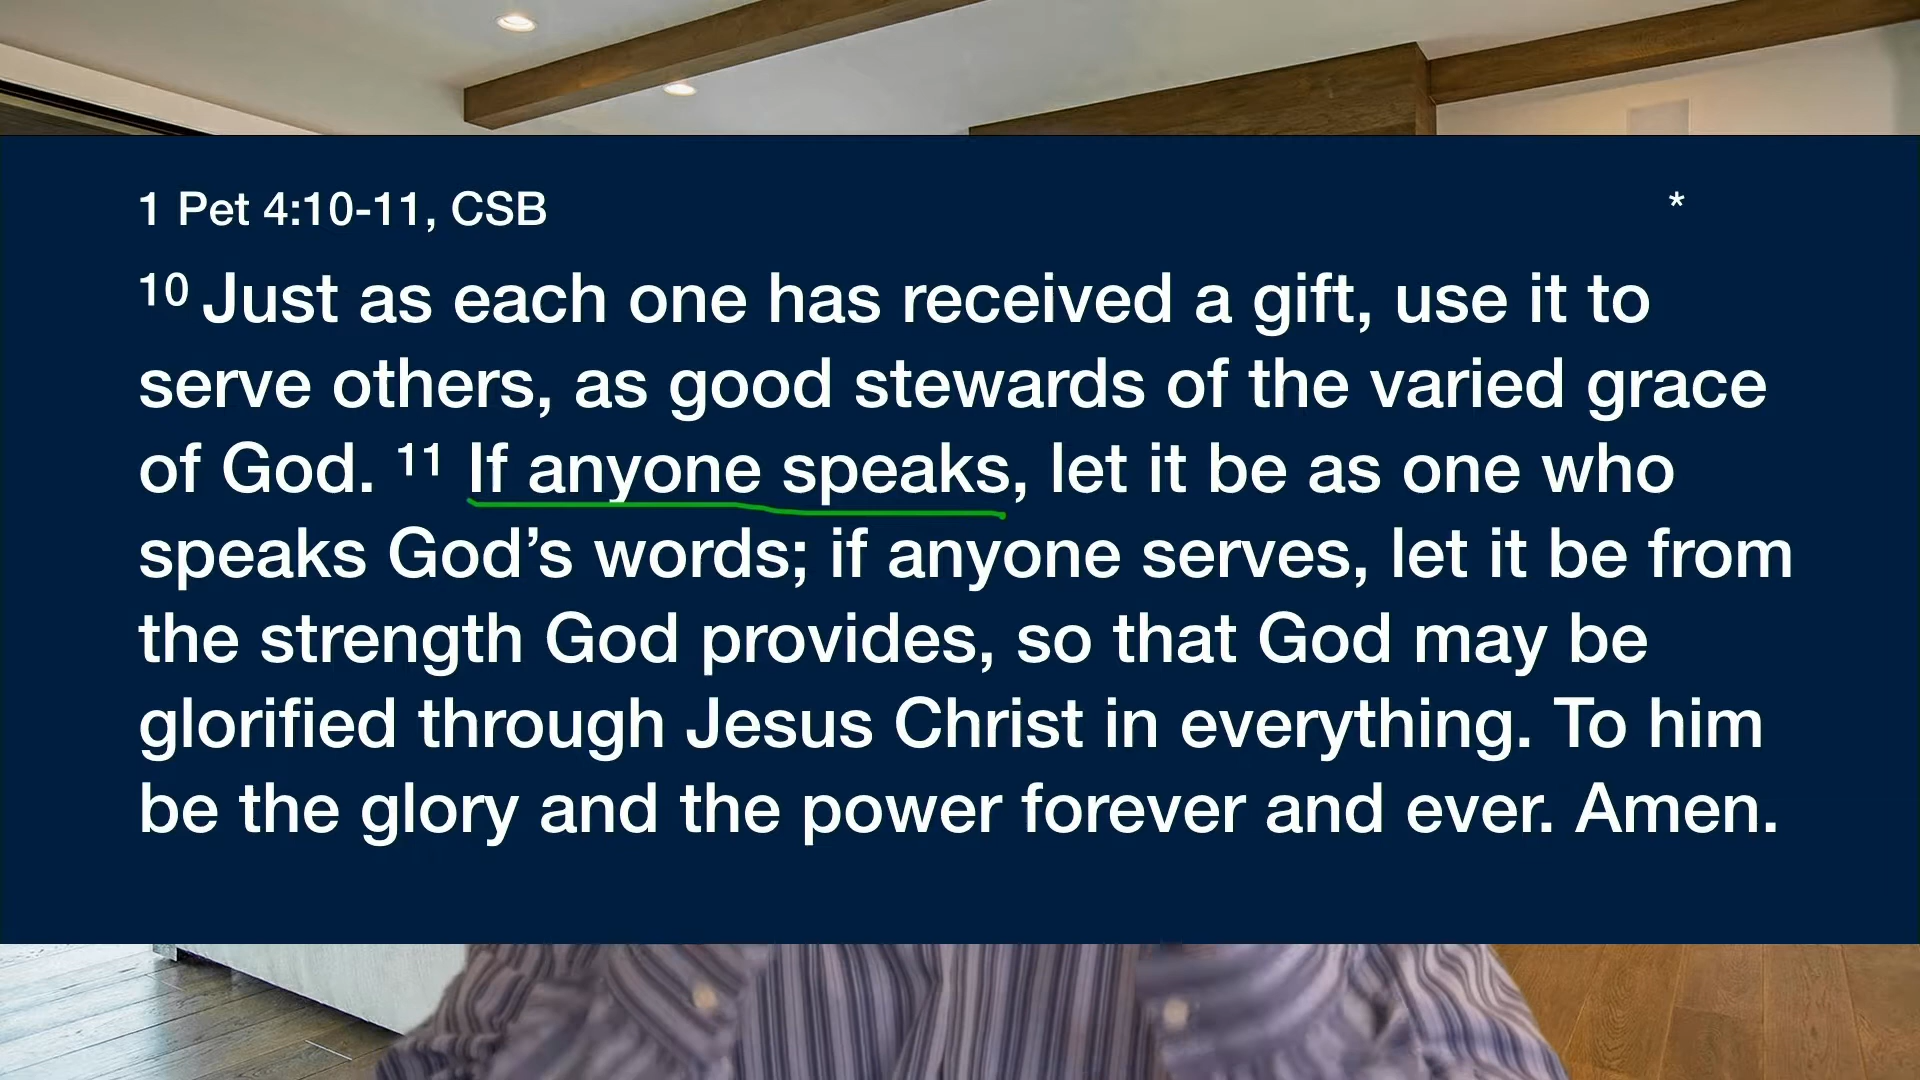 1 Pet 4:10-11, CSB *
10 Just as each one has received a gift, use it to
serve others, as good stewards of the varied grace
of God. 11 If anyone speaks, let it be as one who
speaks God’s words; if anyone serves, let it be from
the strength God provides, so that God may be
glorified through Jesus Christ in everything. To him
be the glory and the power forever and ever. Amen.